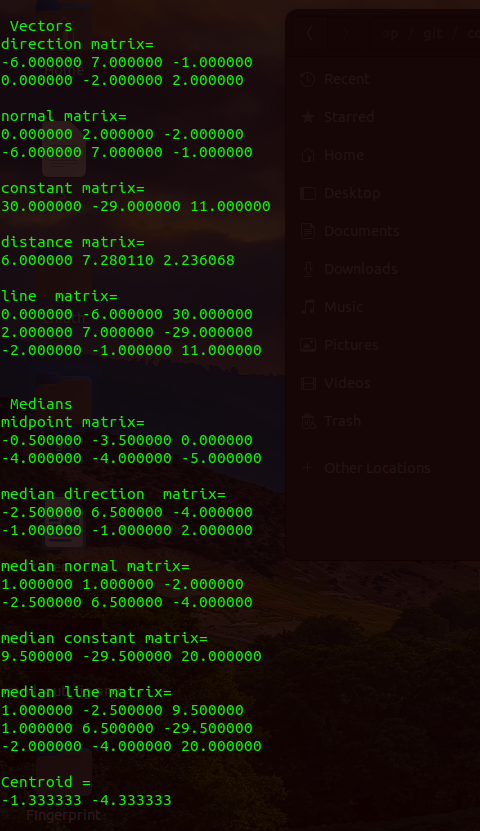 Vectors
direction matrix=
-6.000000 7.000000 -1.000000
0.000000 -2.000000 2.000000
normal matrix=
0.000000 2.000000 -2.000000
-6.000000 7.000000 -1.000000
constant matrix=
30.000000 -29.000000 11.000000
distance matrix=
6.000000 7.280110 2.236068
line  matrix=
0.000000 -6.000000 30.000000
2.000000 7.000000 -29.000000
-2.000000 -1.000000 11.000000
Medians
midpoint matrix=
-0.500000 -3.500000 0.000000
-4.000000 -4.000000 -5.000000
median direction  matrix=
-2.500000 6.500000 -4.000000
-1.000000 -1.000000 2.000000
median normal matrix=
1.000000 1.000000 -2.000000
-2.500000 6.500000 -4.000000
median constant matrix=
9.500000 -29.500000 20.000000
median line matrix=
1.000000 -2.500000 9.500000
1.000000 6.500000 -29.500000
-2.000000 -4.000000 20.000000
Centroid =
-1.333333 -4.333333
Fingerprint
/ git /
Recent
Starred
Home
Desktop
Documents
Downloads
Music
Pictures
Videos
Trash
+ Other Locations